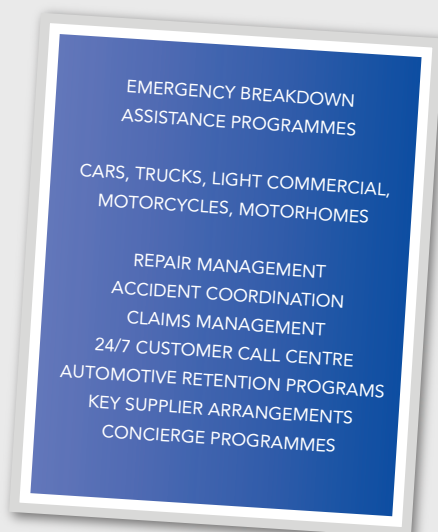 EMERGENCY BREAKDOWN
ASSISTANCE PROGRAMMES
CARS, TRUCKS, LIGHT COMMERCIAL,
MOTORCYCLES, MOTORHOMES
REPAIR MANAGEMENT
ACCIDENT COORDINATION
CLAIMS MANAGEMENT
24/7 CUSTOMER CALL CENTRE
AUTOMOTIVE RETENTION PROGRAMS
KEY SUPPLIER ARRANGEMENTS
CONCIERGE PROGRAMMES